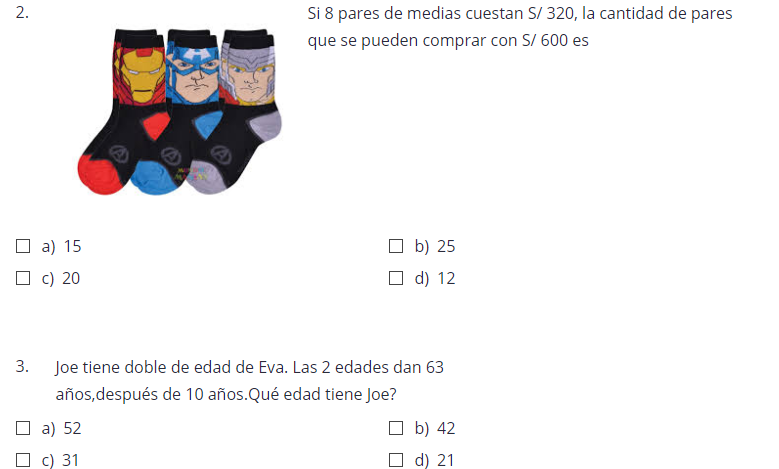 2.
Si 8 pares de medias cuestan S/ 320, la cantidad de pares
que se pueden comprar con S/ 600 es
a) 15
b) 25
c) 20
d) 12
3. Joe tiene doble de edad de Eva. Las 2 edades dan 63
años,después de 10 años.Qué edad tiene Joe?
a) 52
b) 42
c) 31
d) 21